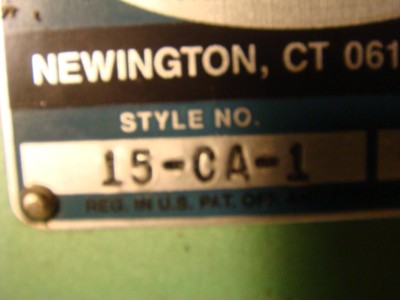 NEWINGTON, CT 061
STYLE NO.
15-CA-1
REG. IN U.S. PAT. OFF.